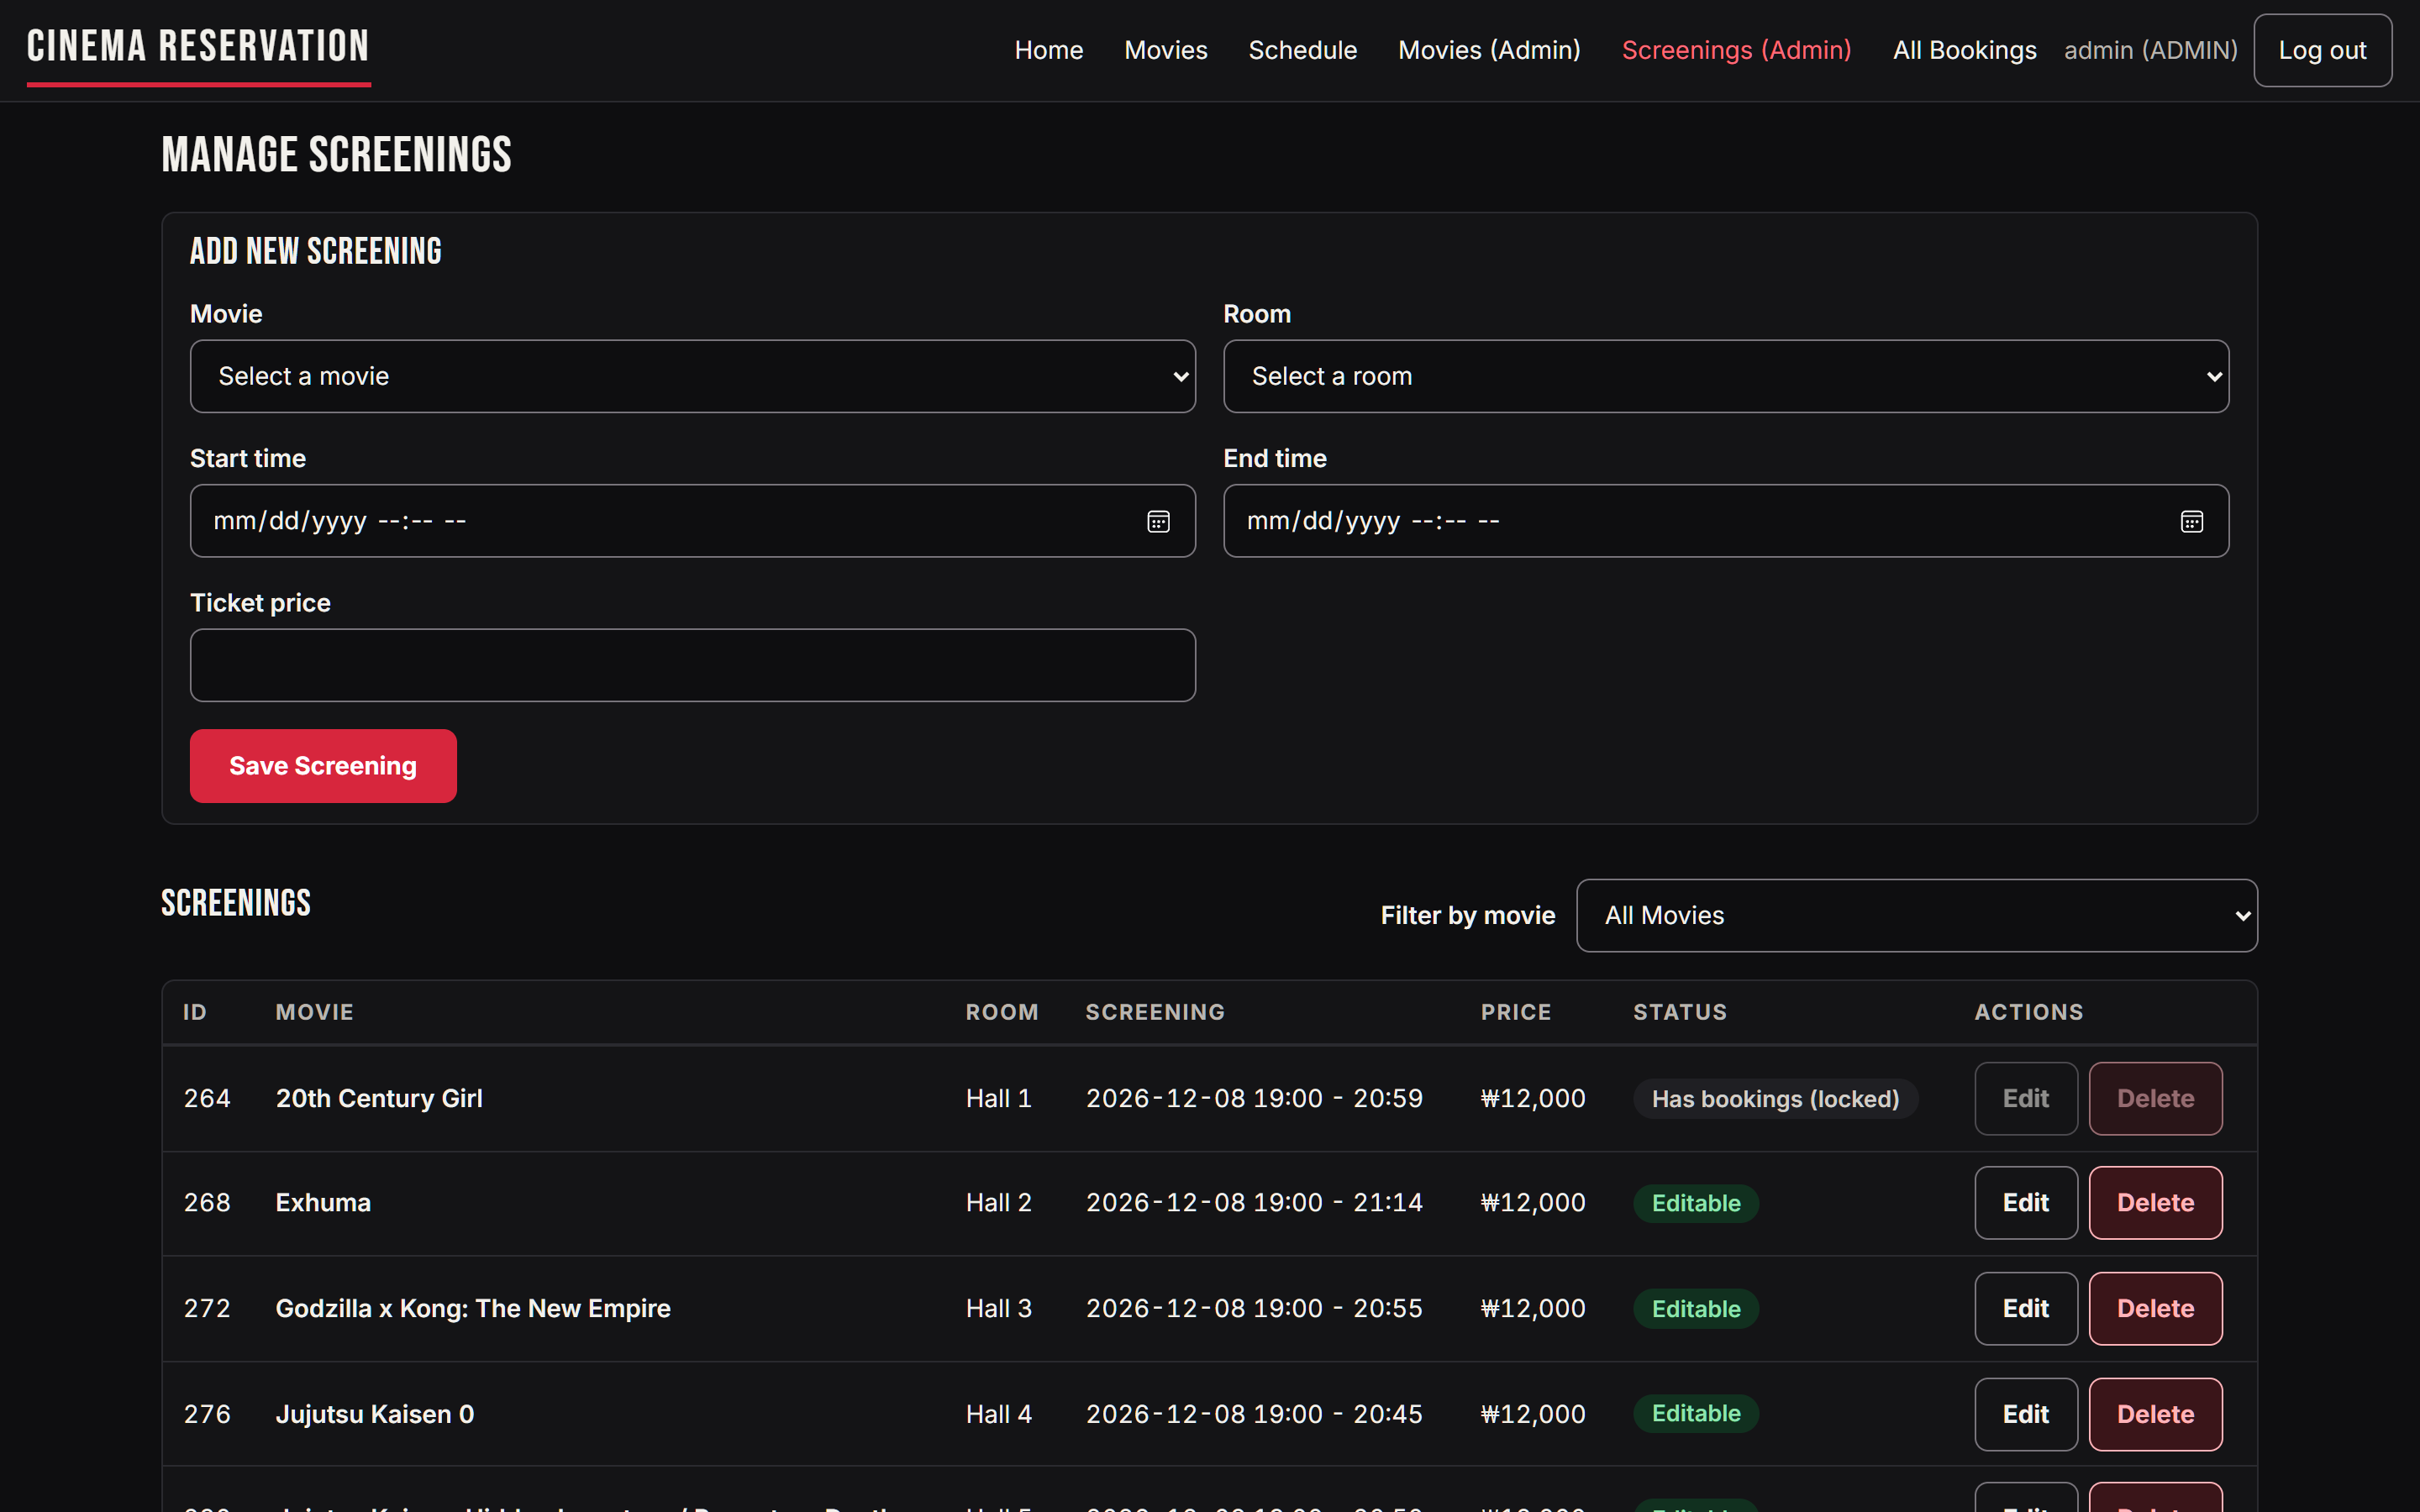 CINEMA RESERVATION
Home Movies Schedule Movies (Admin) Screenings (Admin) All Bookings admin (ADMIN) Log out
MANAGE SCREENINGS
ADD NEW SCREENING
Movie Room
Select a movie Select a room
Start time End time
mm/dd/yyyy --:-- -- mm/dd/yyyy --:-- --
Ticket price
Save Screening
SCREENINGS
Filter by movie All Movies
ID MOVIE ROOM SCREENING PRICE STATUS ACTIONS
264 20th Century Girl Hall 1 2026-12-08 19:00 - 20:59 ₩12,000 Has bookings (locked) Edit Delete
268 Exhuma Hall 2 2026-12-08 19:00 - 21:14 ₩12,000 Editable Edit Delete
272 Godzilla x Kong: The New Empire Hall 3 2026-12-08 19:00 - 20:55 ₩12,000 Editable Edit Delete
276 Jujutsu Kaisen 0 Hall 4 2026-12-08 19:00 - 20:45 ₩12,000 Editable Edit Delete